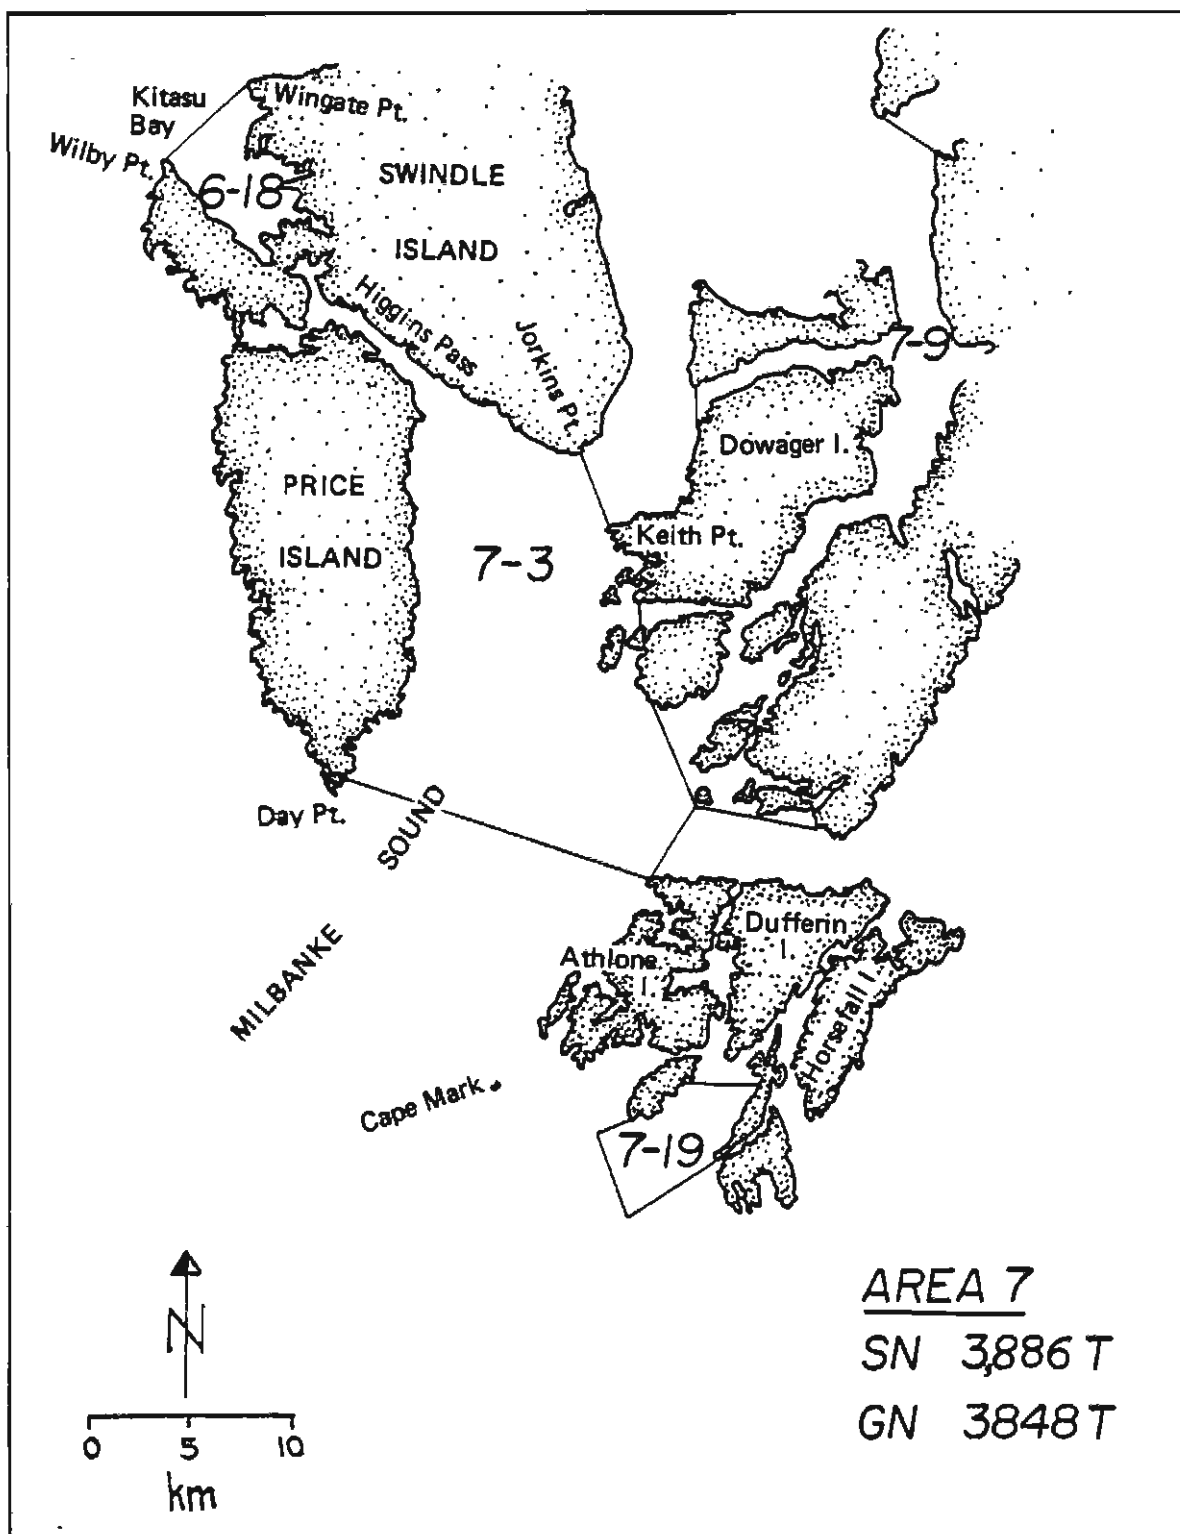 Kitasu
Bay
Wingate Pt.
Wilby Pt.
6-18
SWINDLE
ISLAND
Higgins Pass
Jorkins Pt.
7-9
Dowager I.
PRICE
ISLAND
Keith Pt.
7-3
Day Pt.
MILBANKE
SOUND
Dufferin
I.
Athlone
I.
Horsefall I.
Cape Mark
7-19
N
0 5 10
km
AREA 7
SN 3,886 T
GN 3848 T